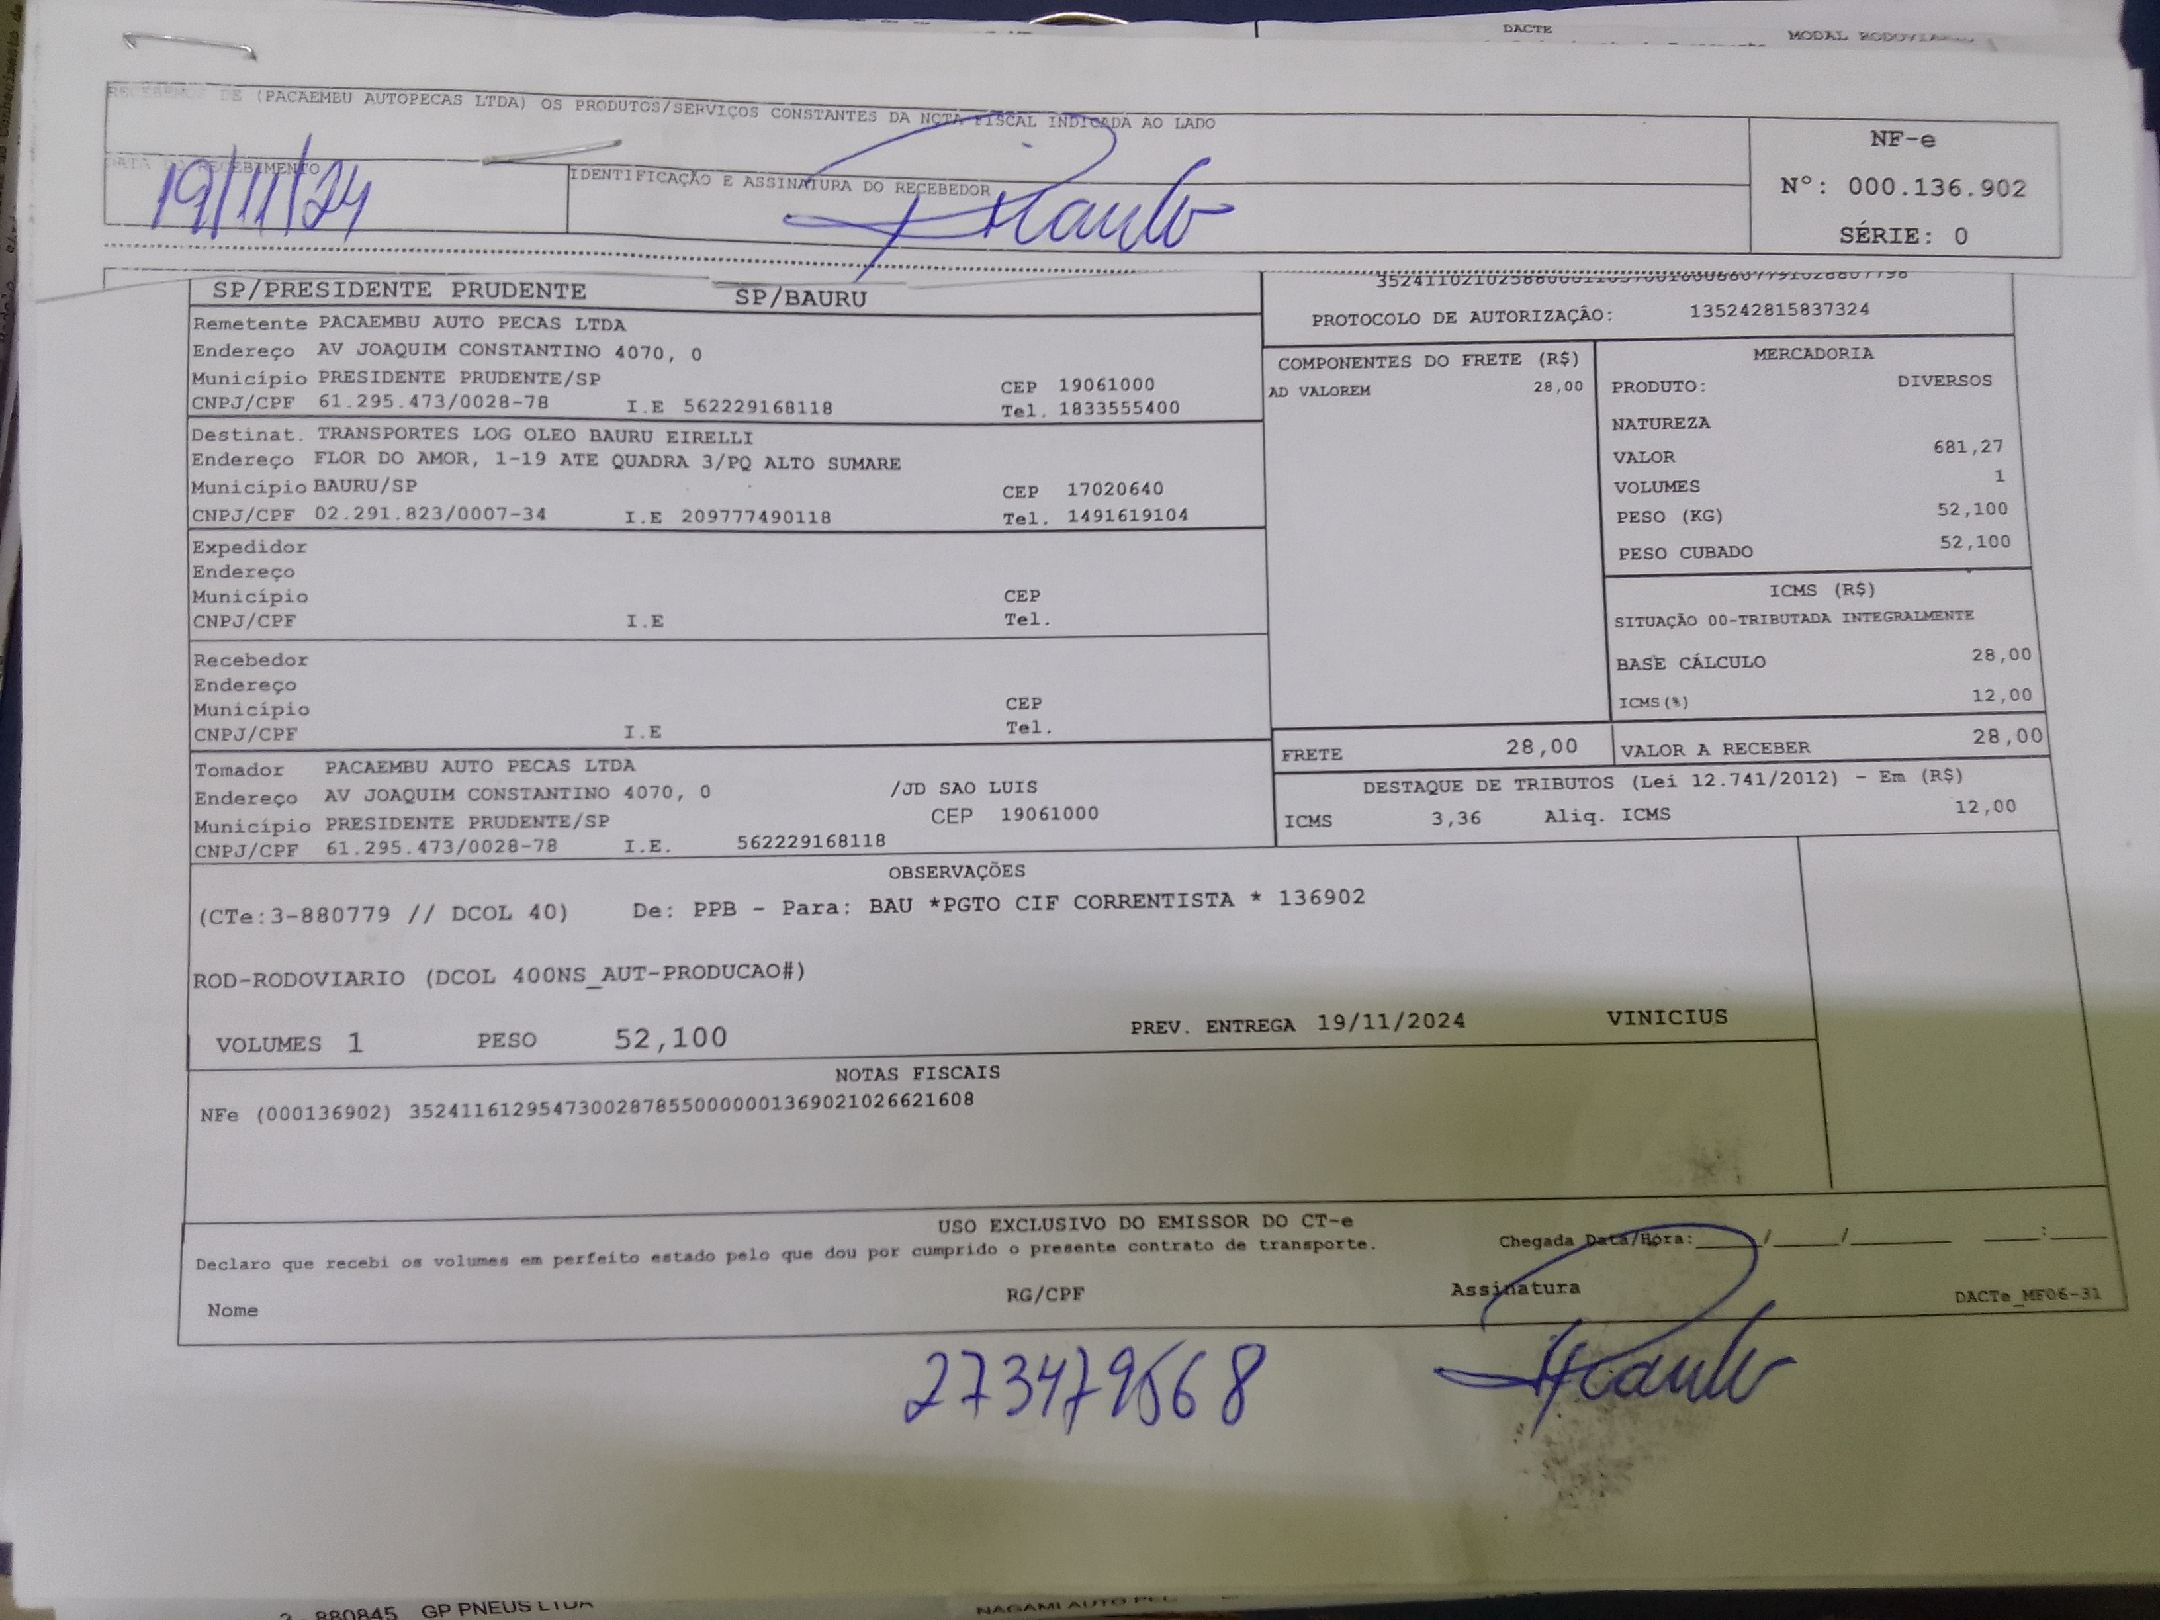 DACTE
MODAL RODOVIARIO
DE (PACAEMBU AUTOPECAS LTDA) OS PRODUTOS/SERVIÇOS CONSTANTES DA NOTA FISCAL INDICADA AO LADO
NF-e
Nº: 000.136.902
SÉRIE: 0
DATA RECEBIMENTO
19/11/24
IDENTIFICAÇÃO E ASSINATURA DO RECEBEDOR
SP/PRESIDENTE PRUDENTE SP/BAURU
PROTOCOLO DE AUTORIZAÇÃO: 135242815837324
Remetente PACAEMBU AUTO PECAS LTDA
Endereço AV JOAQUIM CONSTANTINO 4070, 0
Município PRESIDENTE PRUDENTE/SP CEP 19061000
CNPJ/CPF 61.295.473/0028-78 I.E 562229168118 Tel. 1833555400
Destinat. TRANSPORTES LOG OLEO BAURU EIRELLI
Endereço FLOR DO AMOR, 1-19 ATE QUADRA 3/PQ ALTO SUMARE
Município BAURU/SP CEP 17020640
CNPJ/CPF 02.291.823/0007-34 I.E 209777490118 Tel. 1491619104
Expedidor
Endereço
Município CEP
CNPJ/CPF I.E Tel.
Recebedor
Endereço
Município CEP
CNPJ/CPF I.E Tel.
Tomador PACAEMBU AUTO PECAS LTDA
Endereço AV JOAQUIM CONSTANTINO 4070, 0 /JD SAO LUIS
Município PRESIDENTE PRUDENTE/SP CEP 19061000
CNPJ/CPF 61.295.473/0028-78 I.E. 562229168118
COMPONENTES DO FRETE (R$)
AD VALOREM 28,00
MERCADORIA
PRODUTO: DIVERSOS
NATUREZA
VALOR 681,27
VOLUMES 1
PESO (KG) 52,100
PESO CUBADO 52,100
ICMS (R$)
SITUAÇÃO 00-TRIBUTADA INTEGRALMENTE
BASE CÁLCULO 28,00
ICMS(%) 12,00
FRETE 28,00 VALOR A RECEBER 28,00
DESTAQUE DE TRIBUTOS (Lei 12.741/2012) - Em (R$)
ICMS 3,36 Aliq. ICMS 12,00
OBSERVAÇÕES
(CTe:3-880779 // DCOL 40) De: PPB - Para: BAU *PGTO CIF CORRENTISTA * 136902
ROD-RODOVIARIO (DCOL 400NS_AUT-PRODUCAO#)
VOLUMES 1 PESO 52,100 PREV. ENTREGA 19/11/2024 VINICIUS
NOTAS FISCAIS
NFe (000136902) 35241161295473002878550000001369021026621608
USO EXCLUSIVO DO EMISSOR DO CT-e
Declaro que recebi os volumes em perfeito estado pelo que dou por cumprido o presente contrato de transporte.
Chegada Data/Hora: ____/____/______ ___:___
Nome RG/CPF Assinatura DACTe_MF06-31
273479568
880845 GP PNEUS LTDA
NAGAMI AUTO